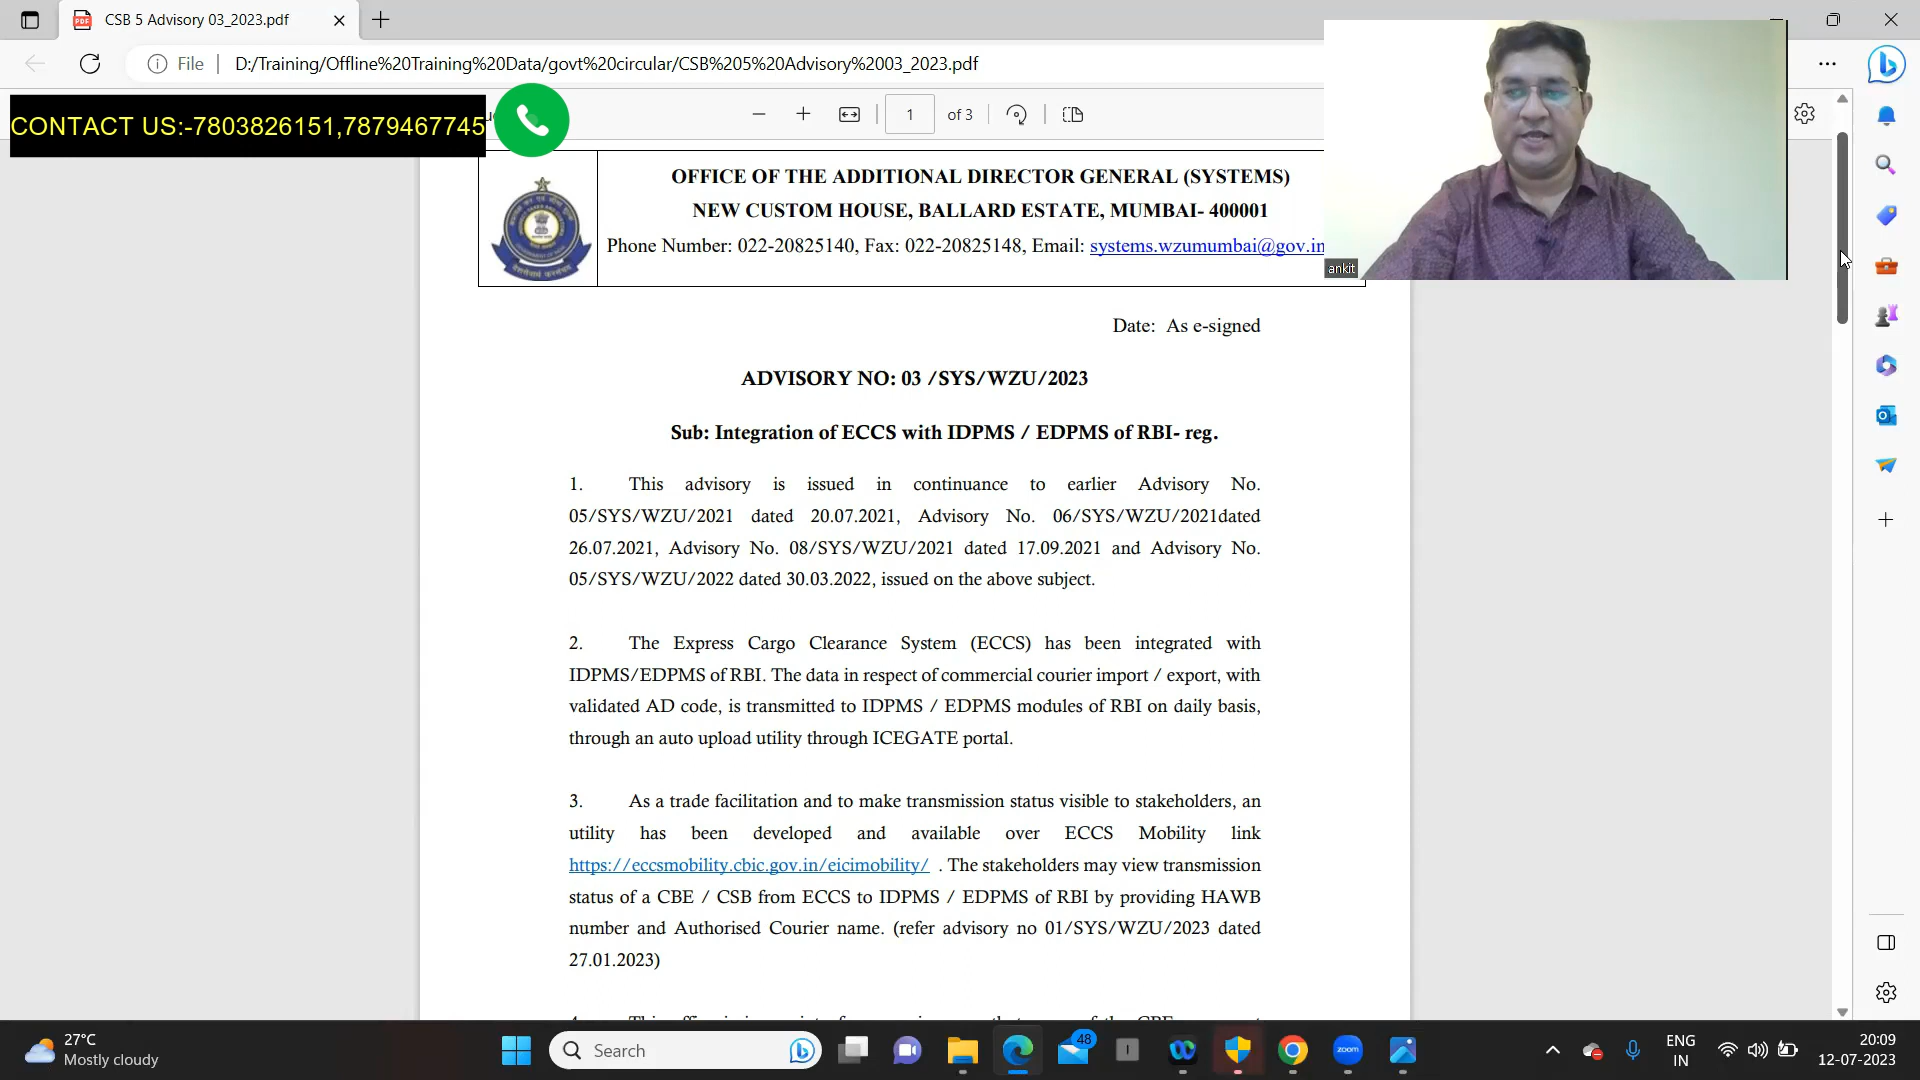 CSB 5 Advisory 03_2023.pdf
File
D:/Training/Offline%20Training%20Data/govt%20circular/CSB%205%20Advisory%2003_2023.pdf
CONTACT US:-7803826151,7879467745
1 of 3
OFFICE OF THE ADDITIONAL DIRECTOR GENERAL (SYSTEMS)
NEW CUSTOM HOUSE, BALLARD ESTATE, MUMBAI- 400001
Phone Number: 022-20825140, Fax: 022-20825148, Email: systems.wzumumbai@gov.in
ankit
Date: As e-signed
ADVISORY NO: 03 /SYS/WZU/2023
Sub: Integration of ECCS with IDPMS / EDPMS of RBI- reg.
1. This advisory is issued in continuance to earlier Advisory No.
05/SYS/WZU/2021 dated 20.07.2021, Advisory No. 06/SYS/WZU/2021dated
26.07.2021, Advisory No. 08/SYS/WZU/2021 dated 17.09.2021 and Advisory No.
05/SYS/WZU/2022 dated 30.03.2022, issued on the above subject.
2. The Express Cargo Clearance System (ECCS) has been integrated with
IDPMS/EDPMS of RBI. The data in respect of commercial courier import / export, with
validated AD code, is transmitted to IDPMS / EDPMS modules of RBI on daily basis,
through an auto upload utility through ICEGATE portal.
3. As a trade facilitation and to make transmission status visible to stakeholders, an
utility has been developed and available over ECCS Mobility link
https://eccsmobility.cbic.gov.in/eicimobility/ . The stakeholders may view transmission
status of a CBE / CSB from ECCS to IDPMS / EDPMS of RBI by providing HAWB
number and Authorised Courier name. (refer advisory no 01/SYS/WZU/2023 dated
27.01.2023)
27°C
Mostly cloudy
Search
48
zoom
ENG
IN
20:09
12-07-2023